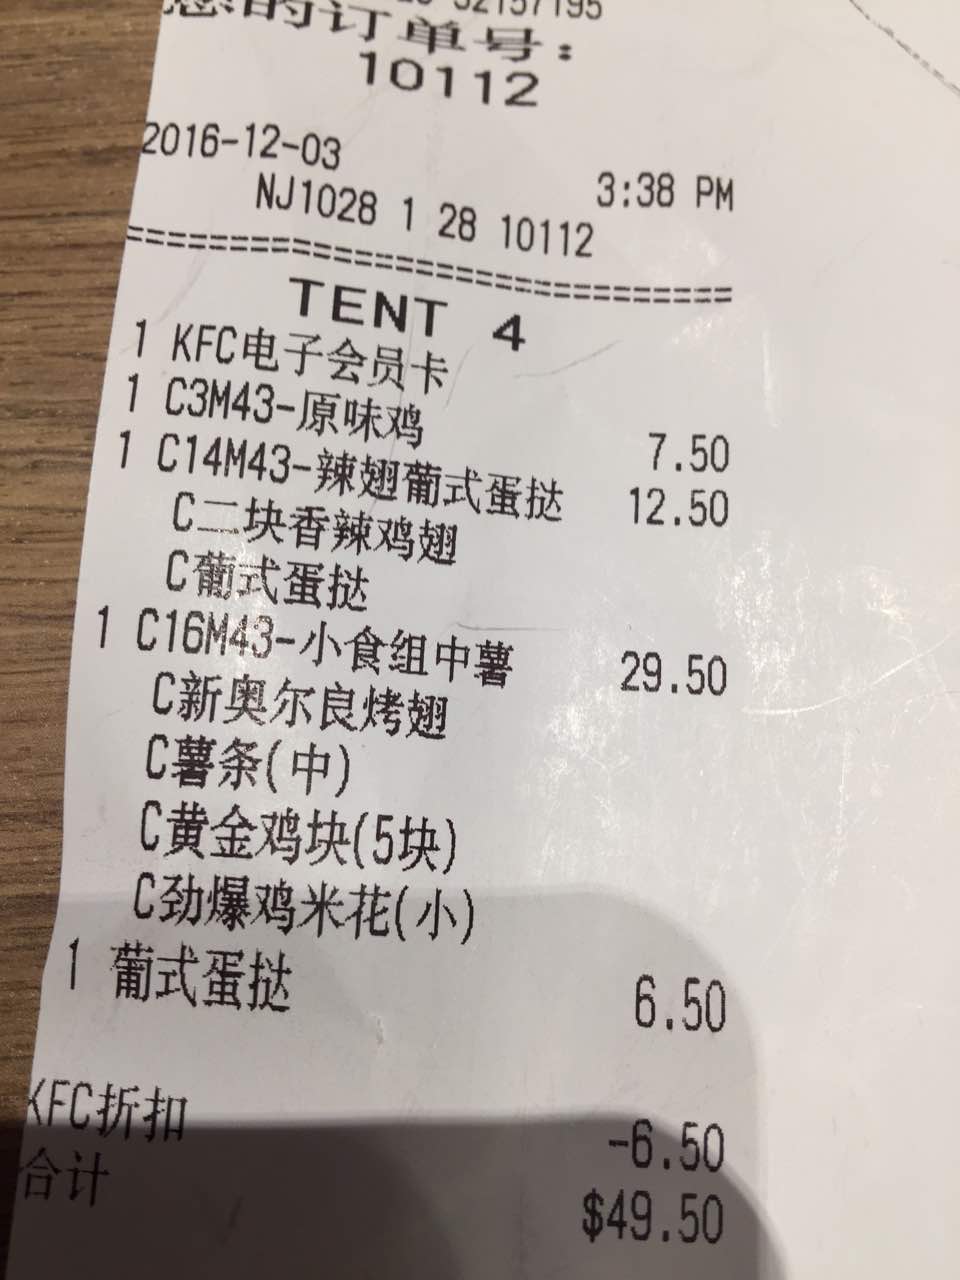 32157195
您的订单号:
10112
2016-12-03 3:38 PM
NJ1028 1 28 10112
==============================
TENT 4
1 KFC电子会员卡
1 C3M43-原味鸡 7.50
1 C14M43-辣翅葡式蛋挞 12.50
C二块香辣鸡翅
C葡式蛋挞
1 C16M43-小食组中薯 29.50
C新奥尔良烤翅
C薯条(中)
C黄金鸡块(5块)
C劲爆鸡米花(小)
1 葡式蛋挞 6.50
KFC折扣 -6.50
合计 $49.50